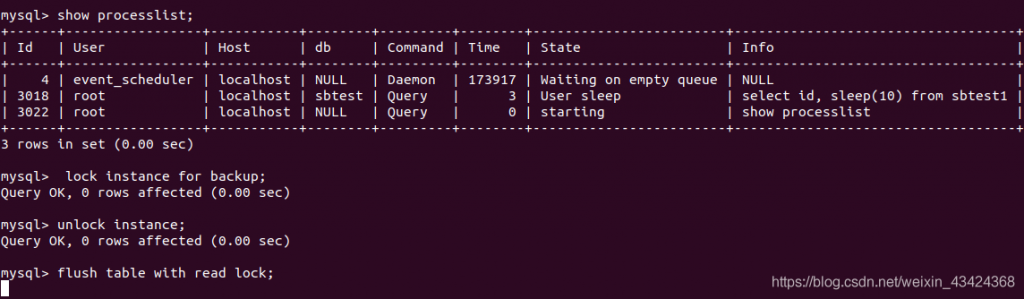 mysql> show processlist;
+------+-----------------+-----------+--------+---------+--------+------------------------+----------------------------------+
| Id   | User            | Host      | db     | Command | Time   | State                  | Info                             |
+------+-----------------+-----------+--------+---------+--------+------------------------+----------------------------------+
|    4 | event_scheduler | localhost | NULL   | Daemon  | 173917 | Waiting on empty queue | NULL                             |
| 3018 | root            | localhost | sbtest | Query   |      3 | User sleep             | select id, sleep(10) from sbtest1 |
| 3022 | root            | localhost | NULL   | Query   |      0 | starting               | show processlist                 |
+------+-----------------+-----------+--------+---------+--------+------------------------+----------------------------------+
3 rows in set (0.00 sec)
mysql>  lock instance for backup;
Query OK, 0 rows affected (0.00 sec)
mysql> unlock instance;
Query OK, 0 rows affected (0.00 sec)
mysql> flush table with read lock;
https://blog.csdn.net/weixin_43424368